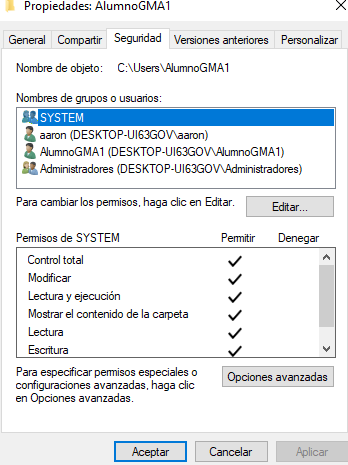 Propiedades: AlumnoGMA1
General Compartir Seguridad Versiones anteriores Personalizar
Nombre de objeto: C:\Users\AlumnoGMA1
Nombres de grupos o usuarios:
SYSTEM
aaron (DESKTOP-UI63GOV\aaron)
AlumnoGMA1 (DESKTOP-UI63GOV\AlumnoGMA1)
Administradores (DESKTOP-UI63GOV\Administradores)
Para cambiar los permisos, haga clic en Editar. Editar...
Permisos de SYSTEM Permitir Denegar
Control total
Modificar
Lectura y ejecución
Mostrar el contenido de la carpeta
Lectura
Escritura
Para especificar permisos especiales o
configuraciones avanzadas, haga clic
en Opciones avanzadas.
Opciones avanzadas
Aceptar Cancelar Aplicar